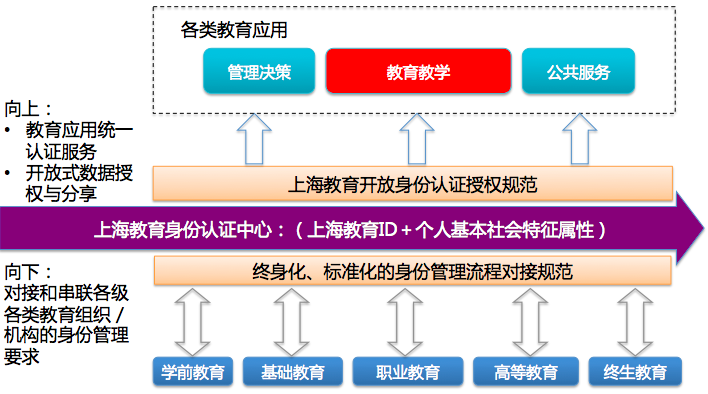 各类教育应用
管理决策
教育教学
公共服务
向上：
• 教育应用统一
认证服务
• 开放式数据授
权与分享
上海教育开放身份认证授权规范
上海教育身份认证中心：（上海教育ID＋个人基本社会特征属性）
向下：
对接和串联各级
各类教育组织／
机构的身份管理
要求
终身化、标准化的身份管理流程对接规范
学前教育
基础教育
职业教育
高等教育
终生教育